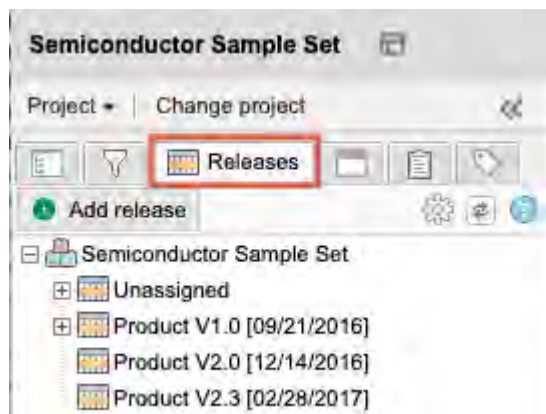 Semiconductor Sample Set
Project Change project
Releases
Add release
Semiconductor Sample Set
Unassigned
Product V1.0 [09/21/2016]
Product V2.0 [12/14/2016]
Product V2.3 [02/28/2017]